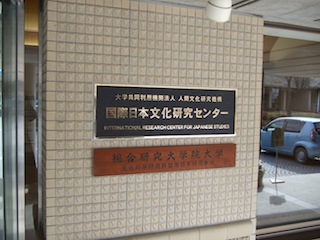 大学共同利用機関法人 人間文化研究機構
国際日本文化研究センター
INTERNATIONAL RESEARCH CENTER FOR JAPANESE STUDIES
総合研究大学院大学